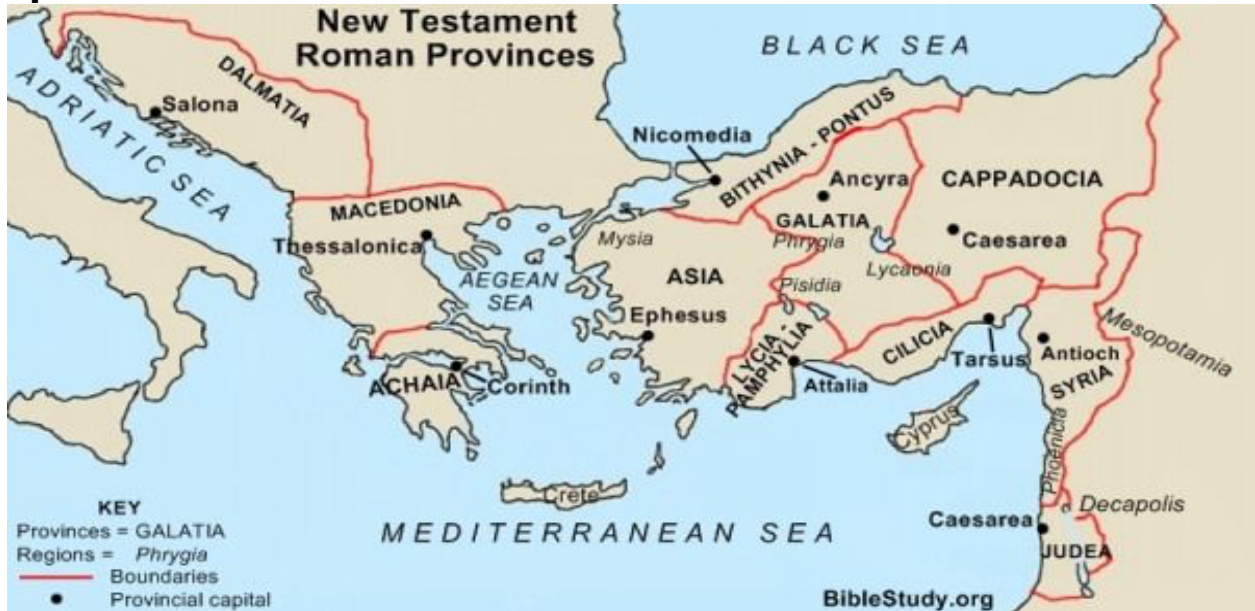 New Testament
Roman Provinces
BLACK SEA
ADRIATIC SEA
DALMATIA
Salona
Nicomedia
BITHYNIA - PONTUS
Ancyra
CAPPADOCIA
MACEDONIA
GALATIA
Thessalonica
Mysia
Phrygia
Caesarea
AEGEAN
SEA
ASIA
Lycaonia
Pisidia
Ephesus
Mesopotamia
LYCIA -
PAMPHYLIA
CILICIA
Tarsus
Antioch
ACHAIA
Corinth
Attalia
SYRIA
Cyprus
Phoenicia
Crete
Decapolis
MEDITERRANEAN SEA
Caesarea
JUDEA
KEY
Provinces = GALATIA
Regions = Phrygia
Boundaries
Provincial capital
BibleStudy.org